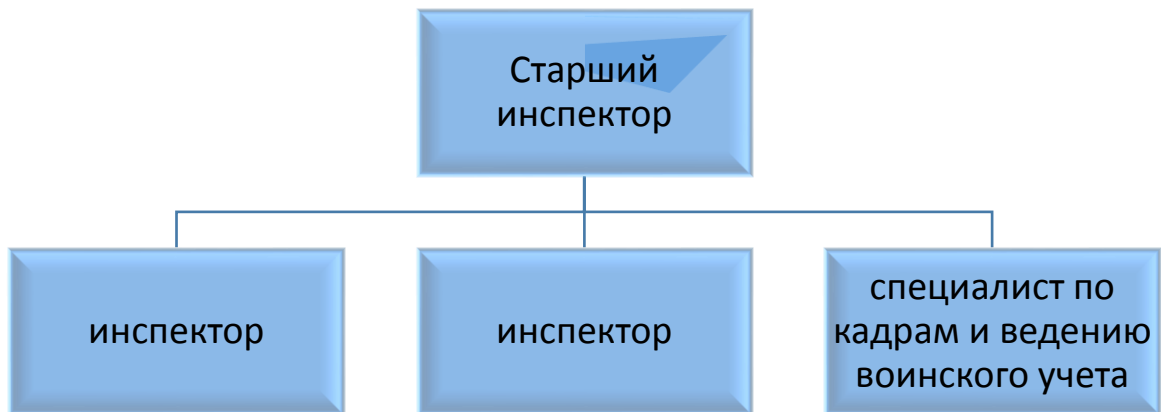 Старший
инспектор
инспектор
инспектор
специалист по
кадрам и ведению
воинского учета